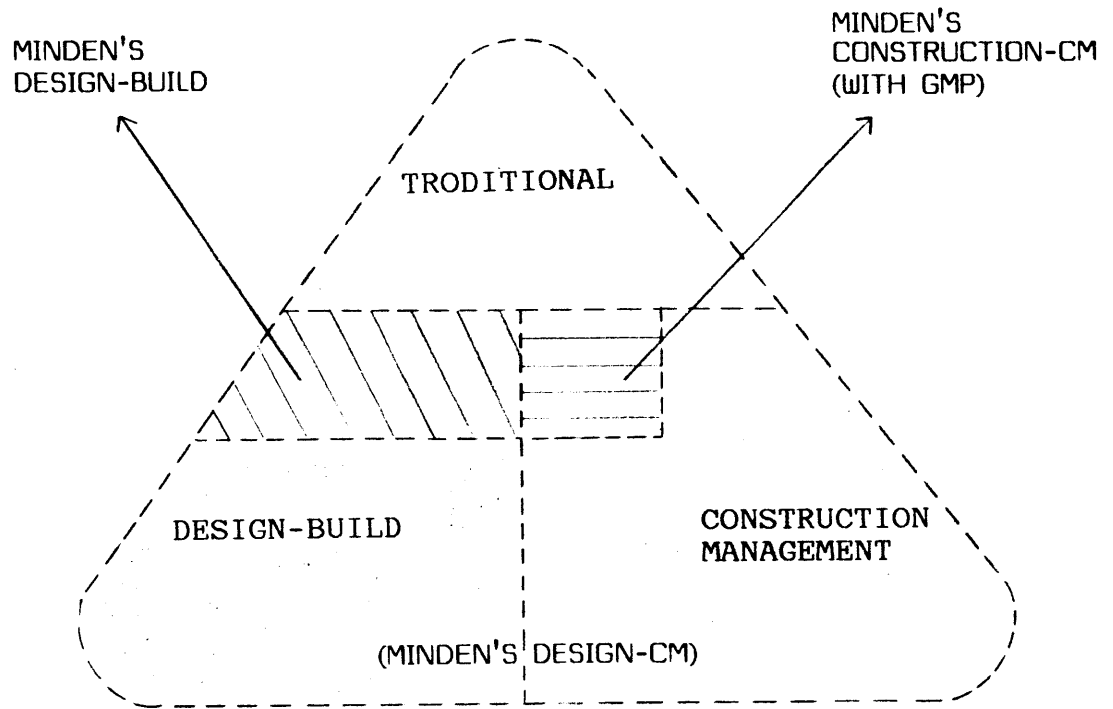 MINDEN'S
DESIGN-BUILD
MINDEN'S
CONSTRUCTION-CM
(WITH GMP)
TRODITIONAL
DESIGN-BUILD
CONSTRUCTION
MANAGEMENT
(MINDEN'S DESIGN-CM)